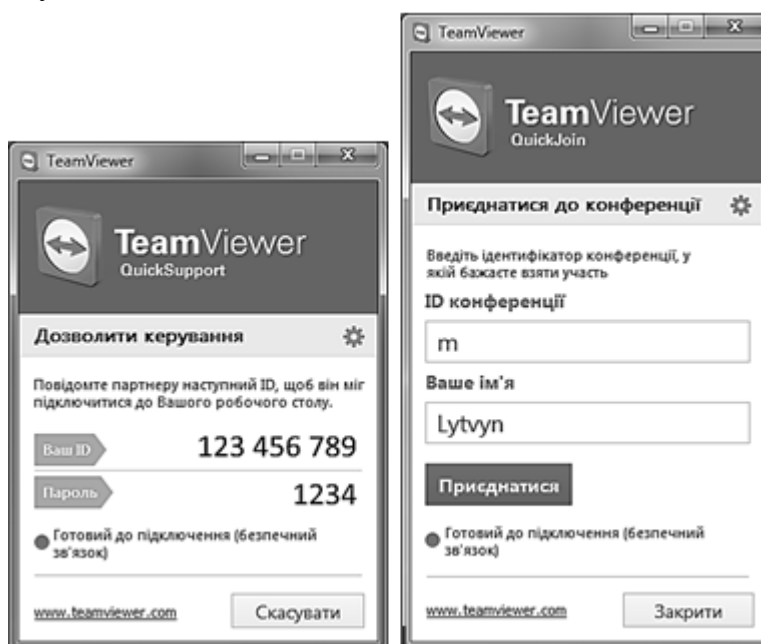 TeamViewer
TeamViewer
QuickSupport
Дозволити керування
Повідомте партнеру наступний ID, щоб він міг
підключитися до Вашого робочого столу.
Ваш ID
123 456 789
Пароль
1234
Готовий до підключення (безпечний
зв'язок)
www.teamviewer.com
Скасувати
TeamViewer
TeamViewer
QuickJoin
Приєднатися до конференції
Введіть ідентифікатор конференції, у
якій бажаєте взяти участь
ID конференції
m
Ваше ім'я
Lytvyn
Приєднатися
Готовий до підключення (безпечний
зв'язок)
www.teamviewer.com
Закрити